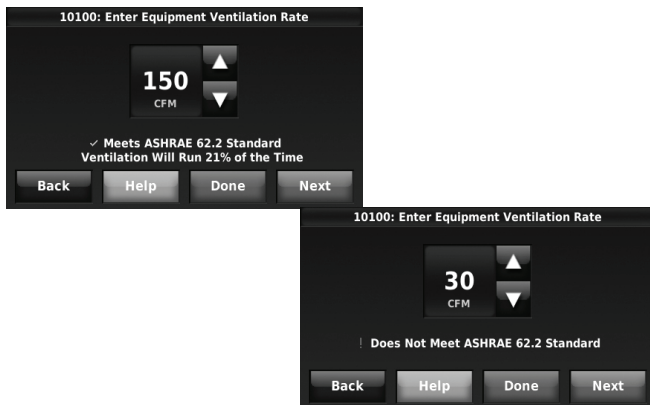 10100: Enter Equipment Ventilation Rate
150
CFM
✓ Meets ASHRAE 62.2 Standard
Ventilation Will Run 21% of the Time
Back Help Done Next
10100: Enter Equipment Ventilation Rate
30
CFM
! Does Not Meet ASHRAE 62.2 Standard
Back Help Done Next